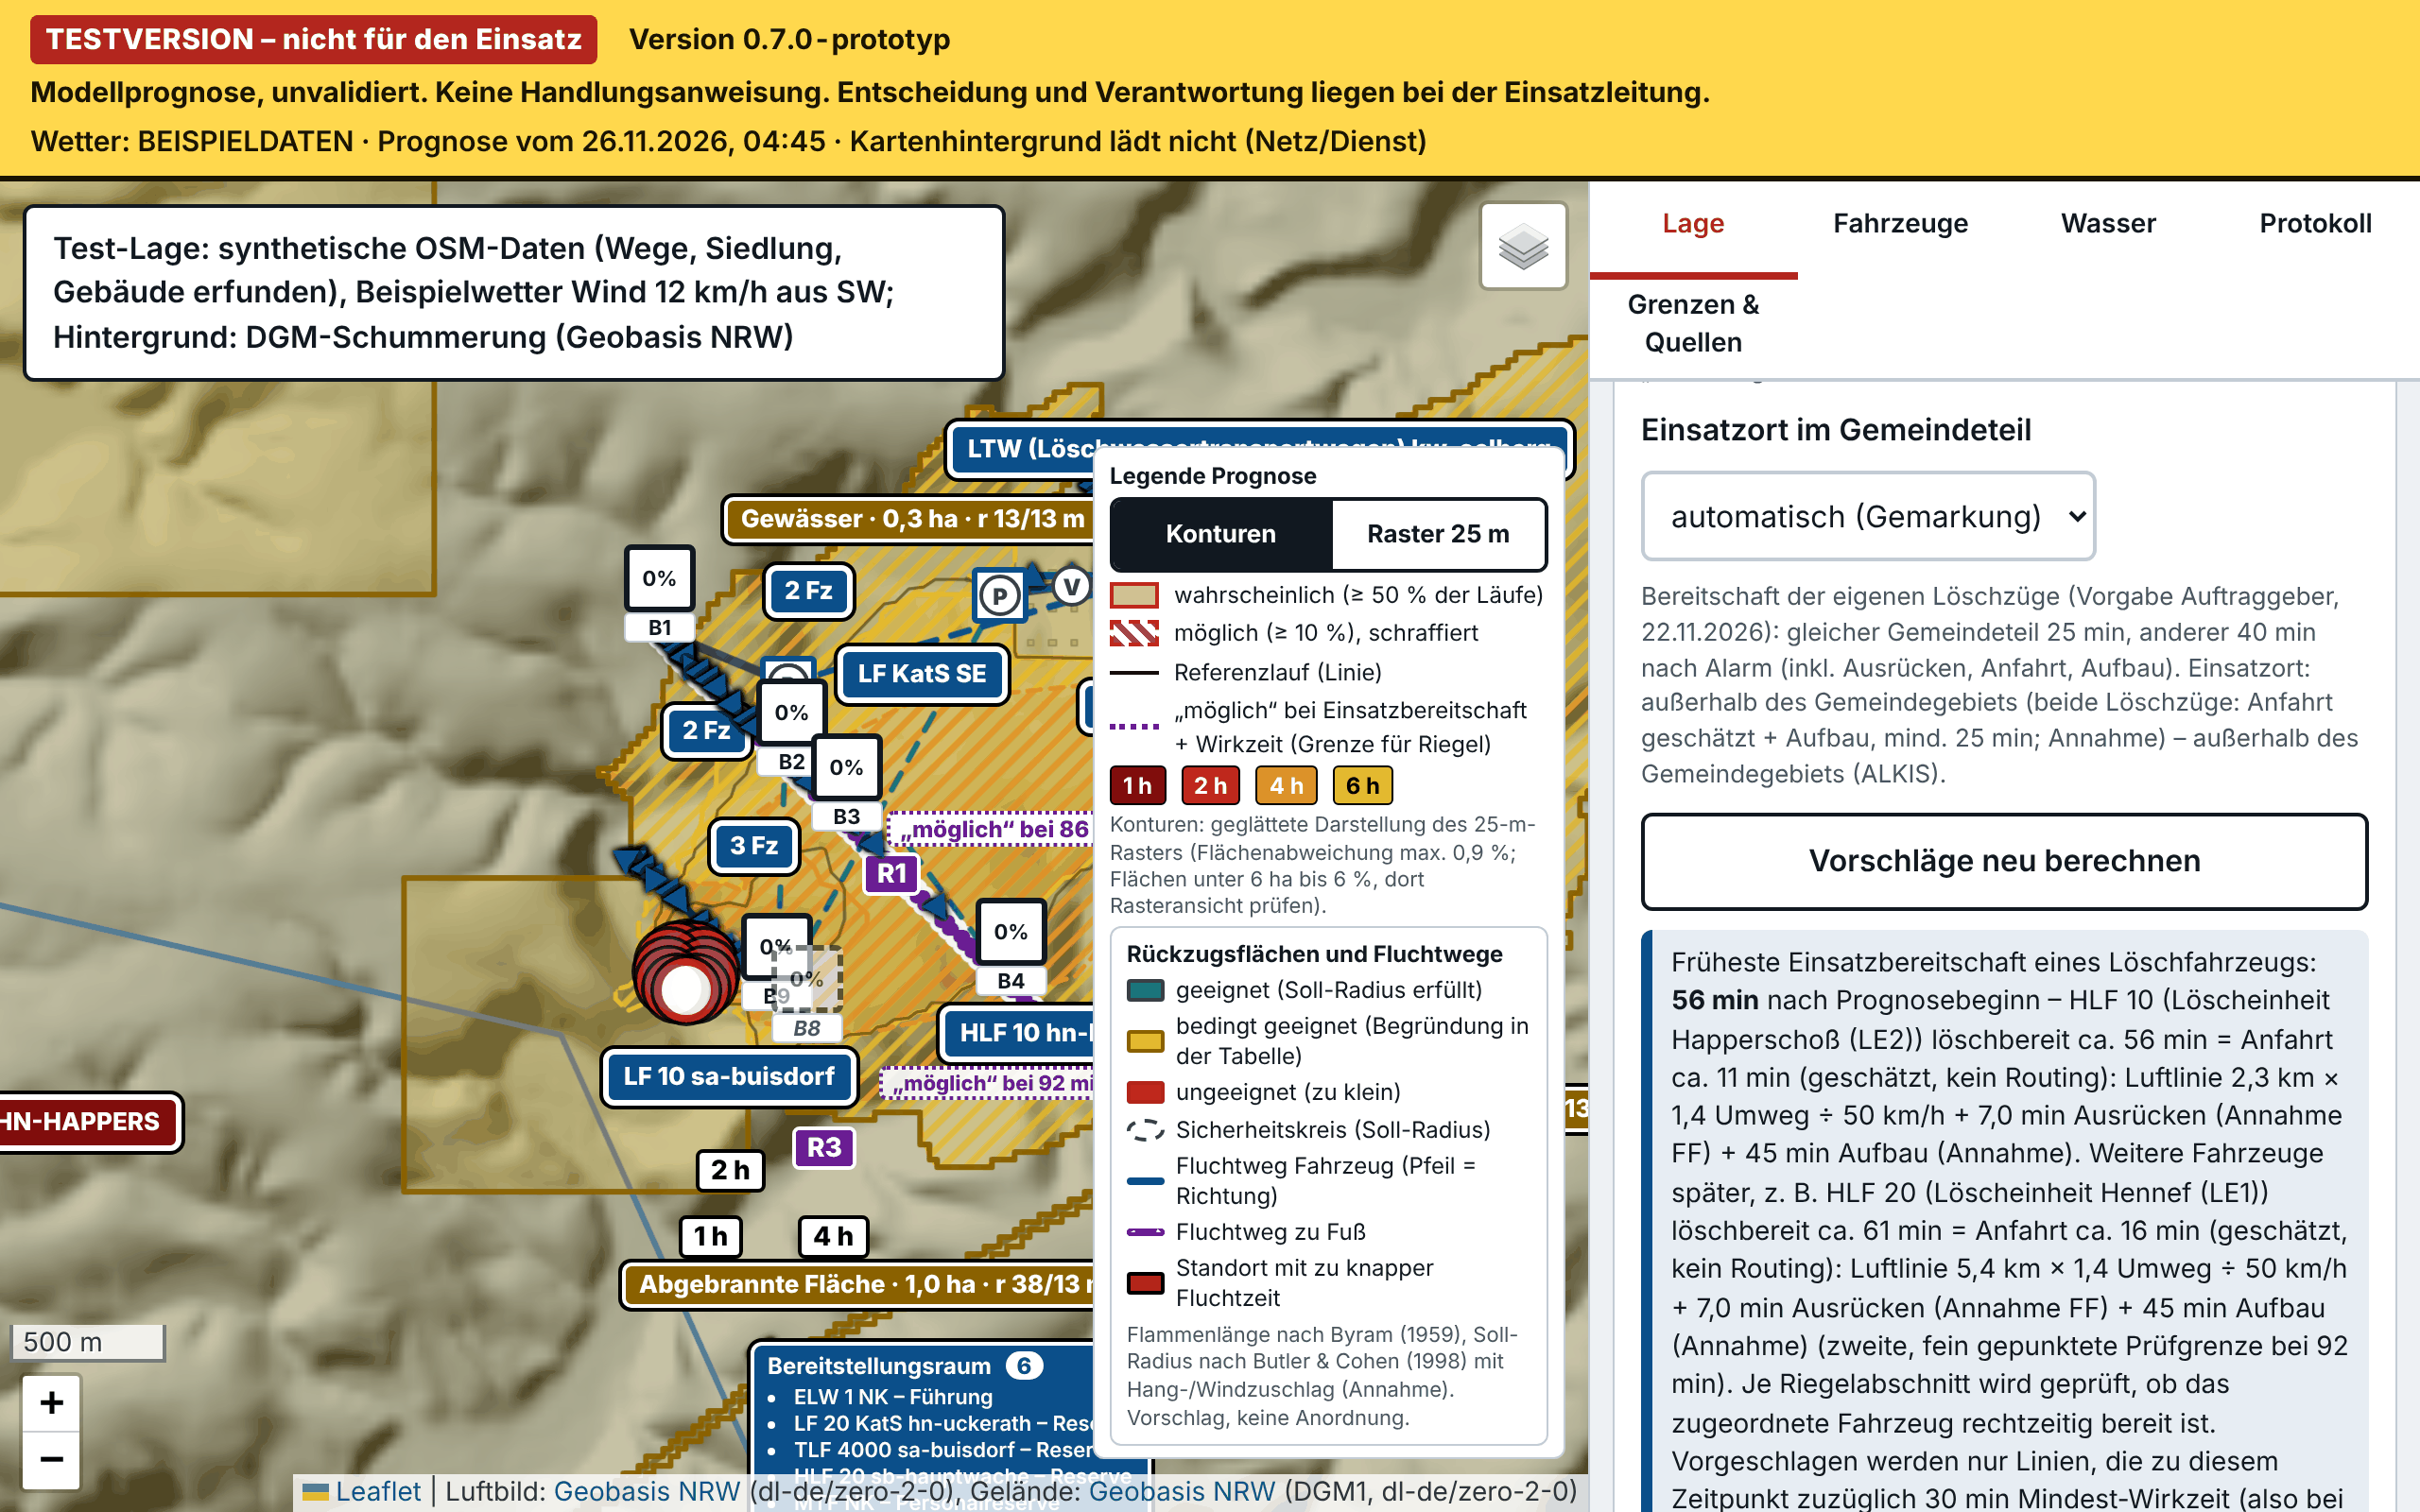 TESTVERSION – nicht für den Einsatz Version 0.7.0-prototyp
Modellprognose, unvalidiert. Keine Handlungsanweisung. Entscheidung und Verantwortung liegen bei der Einsatzleitung.
Wetter: BEISPIELDATEN · Prognose vom 26.11.2026, 04:45 · Kartenhintergrund lädt nicht (Netz/Dienst)
Test-Lage: synthetische OSM-Daten (Wege, Siedlung,
Gebäude erfunden), Beispielwetter Wind 12 km/h aus SW;
Hintergrund: DGM-Schummerung (Geobasis NRW)
LTW (Löschwassertransportwagen)
Gewässer · 0,3 ha · r 13/13 m
0%
B1
2 Fz
P
V
LF KatS SE
0%
B2
2 Fz
0%
B3
„möglich“ bei 86
3 Fz
R1
0%
B4
0%
0%
B8
HLF 10
LF 10 sa-buisdorf
„möglich“ bei 92
HN-HAPPERS
R3
2 h
1 h
4 h
13
Abgebrannte Fläche · 1,0 ha · r 38/13
500 m
+
−
Bereitstellungsraum 6
ELW 1 NK – Führung
LF 20 KatS hn-uckerath –
TLF 4000 sa-buisdorf –
HLF 20 sb-hauptwache – Reserve
MTF NK – Personalreserve
Leaflet | Luftbild: Geobasis NRW (dl-de/zero-2-0), Gelände: Geobasis NRW (DGM1, dl-de/zero-2-0)
Legende Prognose
Konturen Raster 25 m
wahrscheinlich (≥ 50 % der Läufe)
möglich (≥ 10 %), schraffiert
Referenzlauf (Linie)
„möglich“ bei Einsatzbereitschaft
+ Wirkzeit (Grenze für Riegel)
1 h 2 h 4 h 6 h
Konturen: geglättete Darstellung des 25-m-
Rasters (Flächenabweichung max. 0,9 %;
Flächen unter 6 ha bis 6 %, dort
Rasteransicht prüfen).
Rückzugsflächen und Fluchtwege
geeignet (Soll-Radius erfüllt)
bedingt geeignet (Begründung in
der Tabelle)
ungeeignet (zu klein)
Sicherheitskreis (Soll-Radius)
Fluchtweg Fahrzeug (Pfeil =
Richtung)
Fluchtweg zu Fuß
Standort mit zu knapper
Fluchtzeit
Flammenlänge nach Byram (1959), Soll-
Radius nach Butler & Cohen (1998) mit
Hang-/Windzuschlag (Annahme).
Vorschlag, keine Anordnung.
Lage Fahrzeuge Wasser Protokoll
Grenzen &
Quellen
Einsatzort im Gemeindeteil
automatisch (Gemarkung)
Bereitschaft der eigenen Löschzüge (Vorgabe Auftraggeber,
22.11.2026): gleicher Gemeindeteil 25 min, anderer 40 min
nach Alarm (inkl. Ausrücken, Anfahrt, Aufbau). Einsatzort:
außerhalb des Gemeindegebiets (beide Löschzüge: Anfahrt
geschätzt + Aufbau, mind. 25 min; Annahme) – außerhalb des
Gemeindegebiets (ALKIS).
Vorschläge neu berechnen
Früheste Einsatzbereitschaft eines Löschfahrzeugs:
56 min nach Prognosebeginn – HLF 10 (Löscheinheit
Happerschoß (LE2)) löschbereit ca. 56 min = Anfahrt
ca. 11 min (geschätzt, kein Routing): Luftlinie 2,3 km ×
1,4 Umweg ÷ 50 km/h + 7,0 min Ausrücken (Annahme
FF) + 45 min Aufbau (Annahme). Weitere Fahrzeuge
später, z. B. HLF 20 (Löscheinheit Hennef (LE1))
löschbereit ca. 61 min = Anfahrt ca. 16 min (geschätzt,
kein Routing): Luftlinie 5,4 km × 1,4 Umweg ÷ 50 km/h
+ 7,0 min Ausrücken (Annahme FF) + 45 min Aufbau
(Annahme) (zweite, fein gepunktete Prüfgrenze bei 92
min). Je Riegelabschnitt wird geprüft, ob das
zugeordnete Fahrzeug rechtzeitig bereit ist.
Vorgeschlagen werden nur Linien, die zu diesem
Zeitpunkt zuzüglich 30 min Mindest-Wirkzeit (also bei